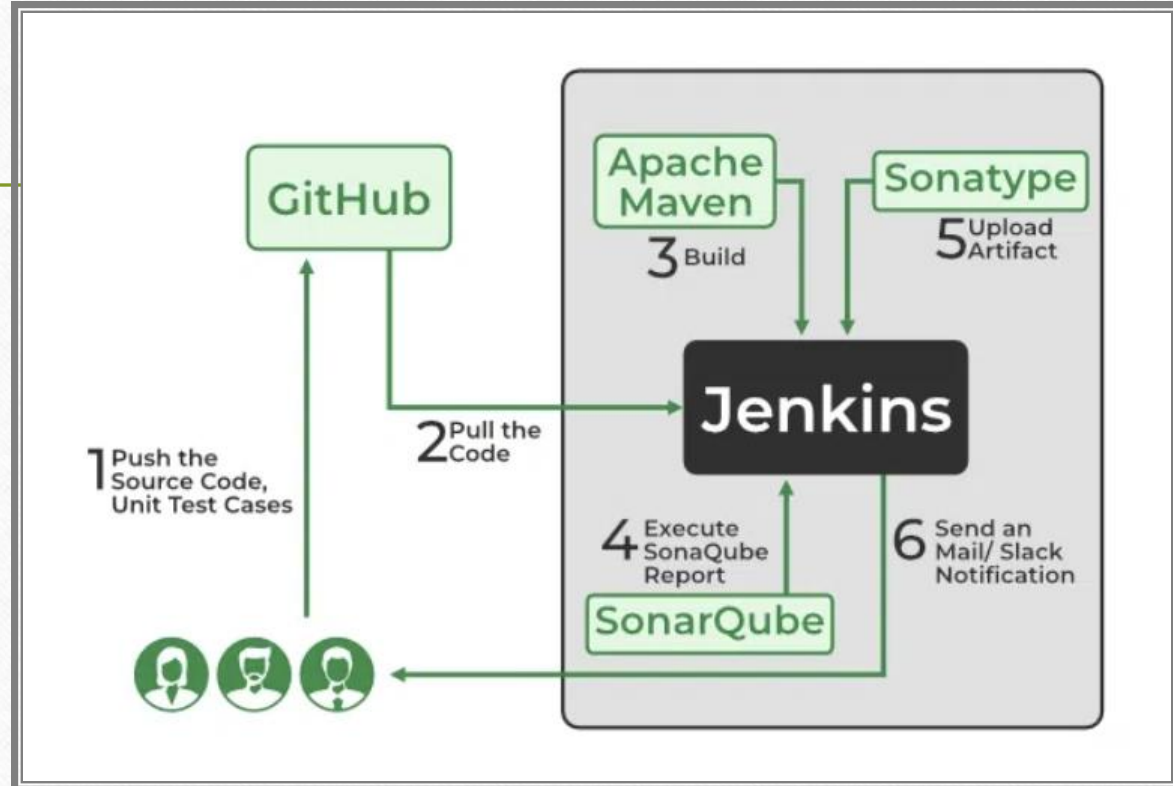 GitHub
Apache
Maven
3 Build
Sonatype
5 Upload
Artifact
Jenkins
2 Pull the
Code
1 Push the
Source Code,
Unit Test Cases
4 Execute
SonaQube
Report
SonarQube
6 Send an
Mail/ Slack
Notification